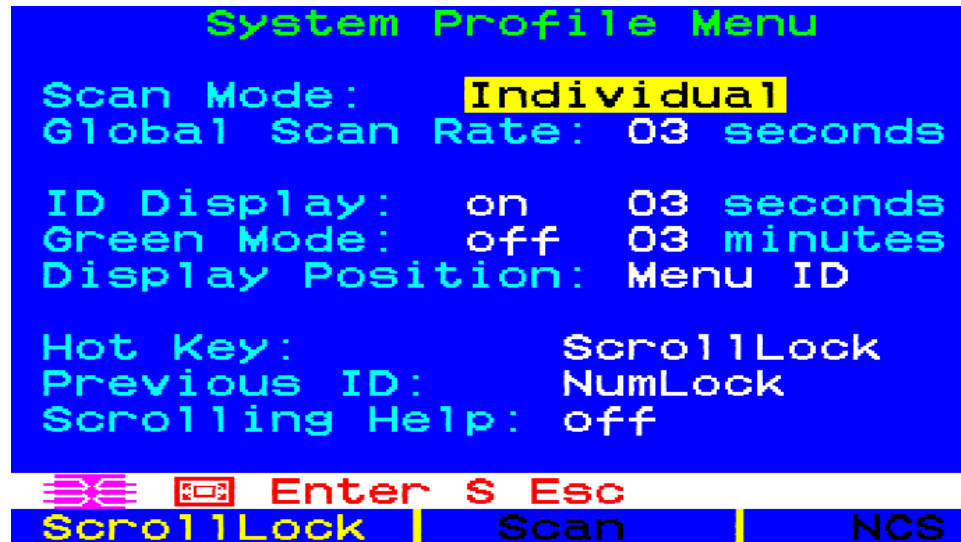 System Profile Menu
Scan Mode: Individual
Global Scan Rate: 03 seconds
ID Display: on 03 seconds
Green Mode: off 03 minutes
Display Position: Menu ID
Hot Key: ScrollLock
Previous ID: NumLock
Scrolling Help: off
Enter S Esc
ScrollLock | Scan | NCS